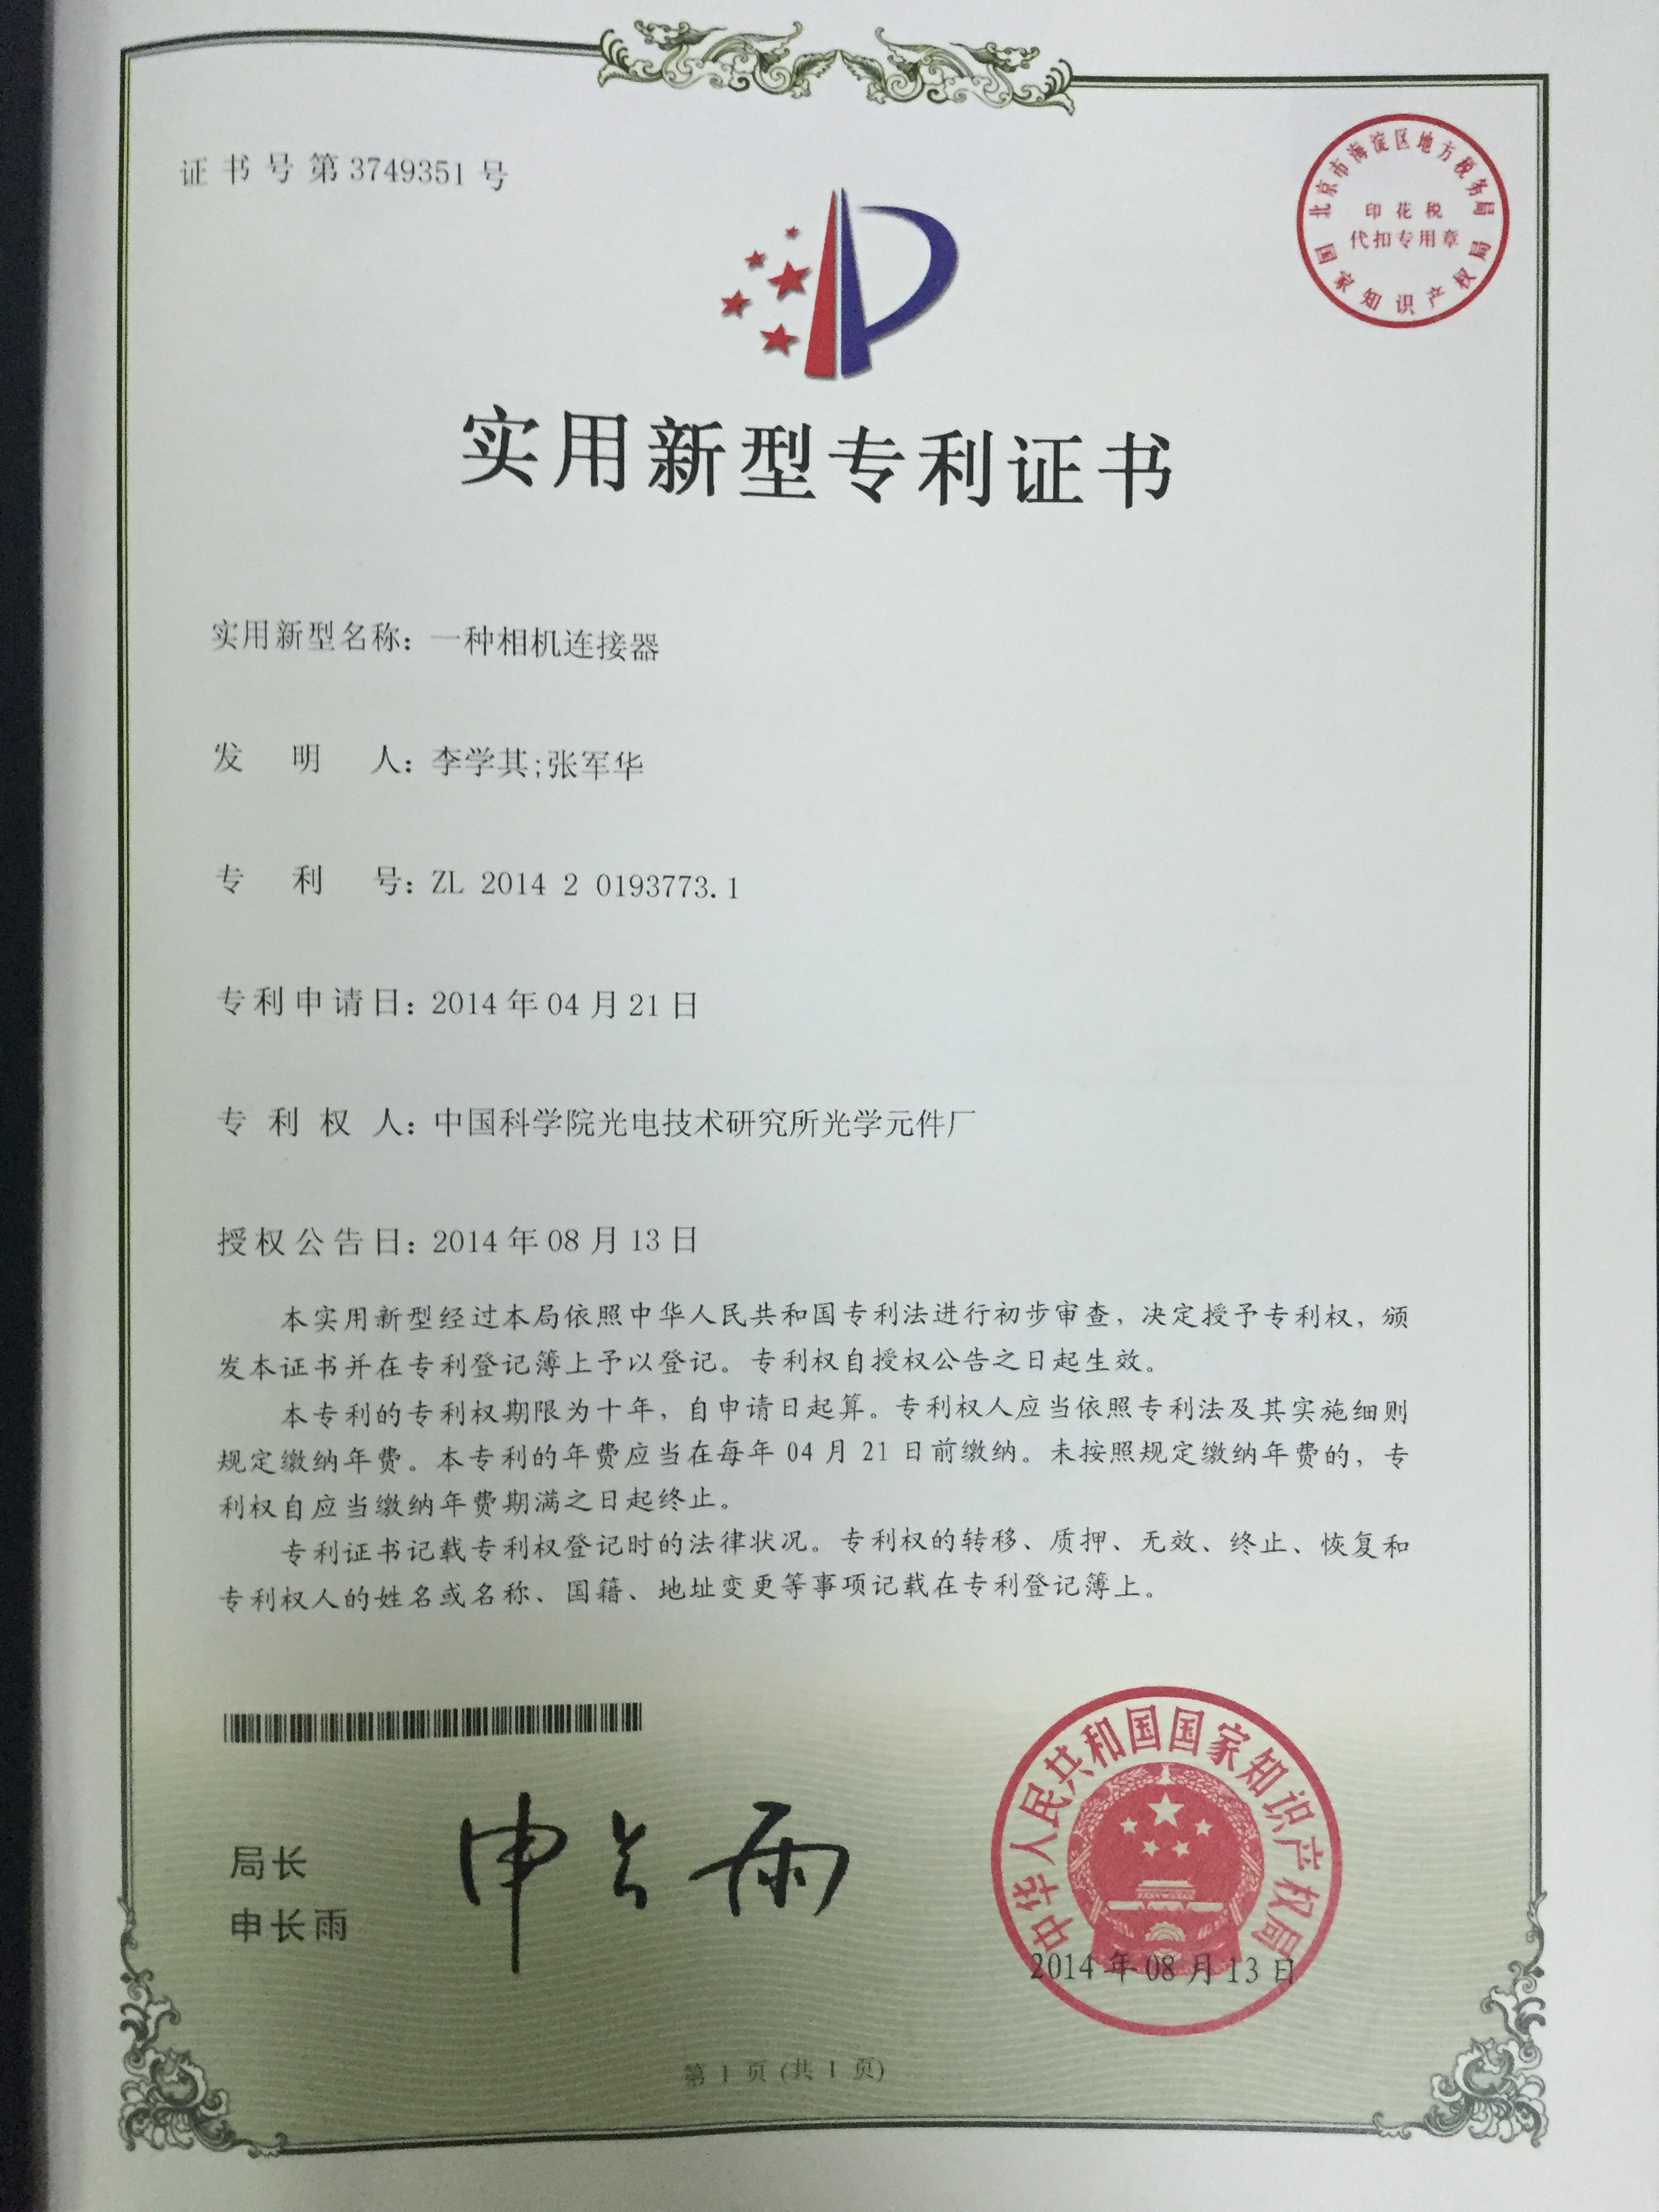 证书号第3749351号
北京市海淀区地方税务局
印花税
代扣专用章
国家知识产权局
实用新型专利证书
实用新型名称：一种相机连接器
发明人：李学其;张军华
专利号：ZL 2014 2 0193773.1
专利申请日：2014年04月21日
专利权人：中国科学院光电技术研究所光学元件厂
授权公告日：2014年08月13日
本实用新型经过本局依照中华人民共和国专利法进行初步审查，决定授予专利权，颁
发本证书并在专利登记簿上予以登记。专利权自授权公告之日起生效。
本专利的专利权期限为十年，自申请日起算。专利权人应当依照专利法及其实施细则
规定缴纳年费。本专利的年费应当在每年04月21日前缴纳。未按照规定缴纳年费的，专
利权自应当缴纳年费期满之日起终止。
专利证书记载专利权登记时的法律状况。专利权的转移、质押、无效、终止、恢复和
专利权人的姓名或名称、国籍、地址变更等事项记载在专利登记簿上。
局长
申长雨
申长雨
中华人民共和国国家知识产权局
2014年08月13日
第1页(共1页)